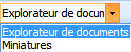 Explorateur de docun
Explorateur de documents
Miniatures